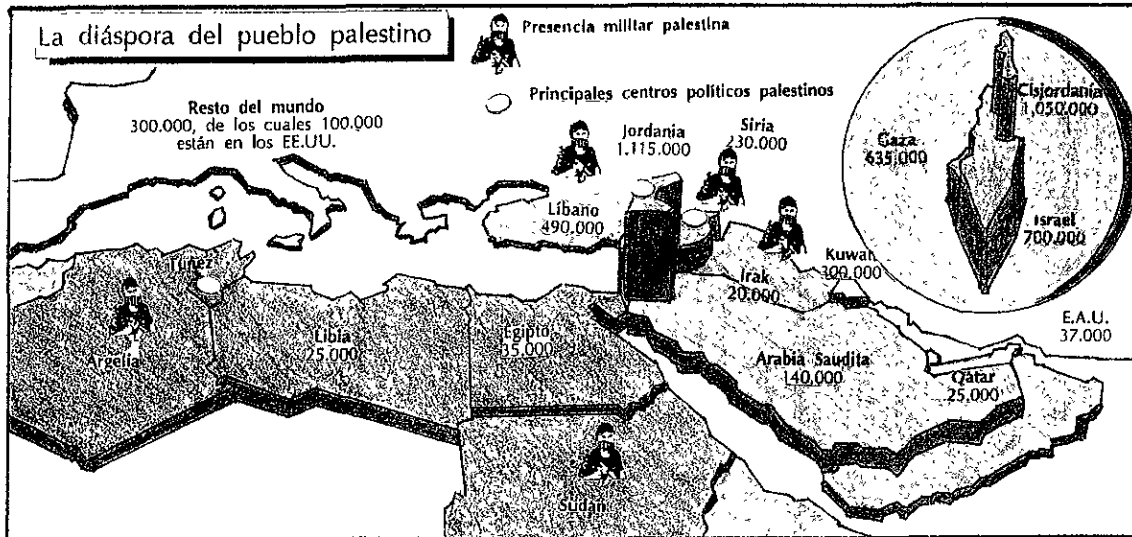 La diáspora del pueblo palestino
Presencia militar palestina
Principales centros políticos palestinos
Resto del mundo
300.000, de los cuales 100.000
están en los EE.UU.
Jordania
1.115.000
Siria
230.000
Líbano
490.000
Cisjordania
1.050.000
Gaza
635.000
Israel
700.000
Irak
20.000
Kuwait
300.000
E.A.U.
37.000
Túnez
Argelia
Libia
25.000
Egipto
35.000
Arabia Saudita
140.000
Qatar
25.000
Sudán